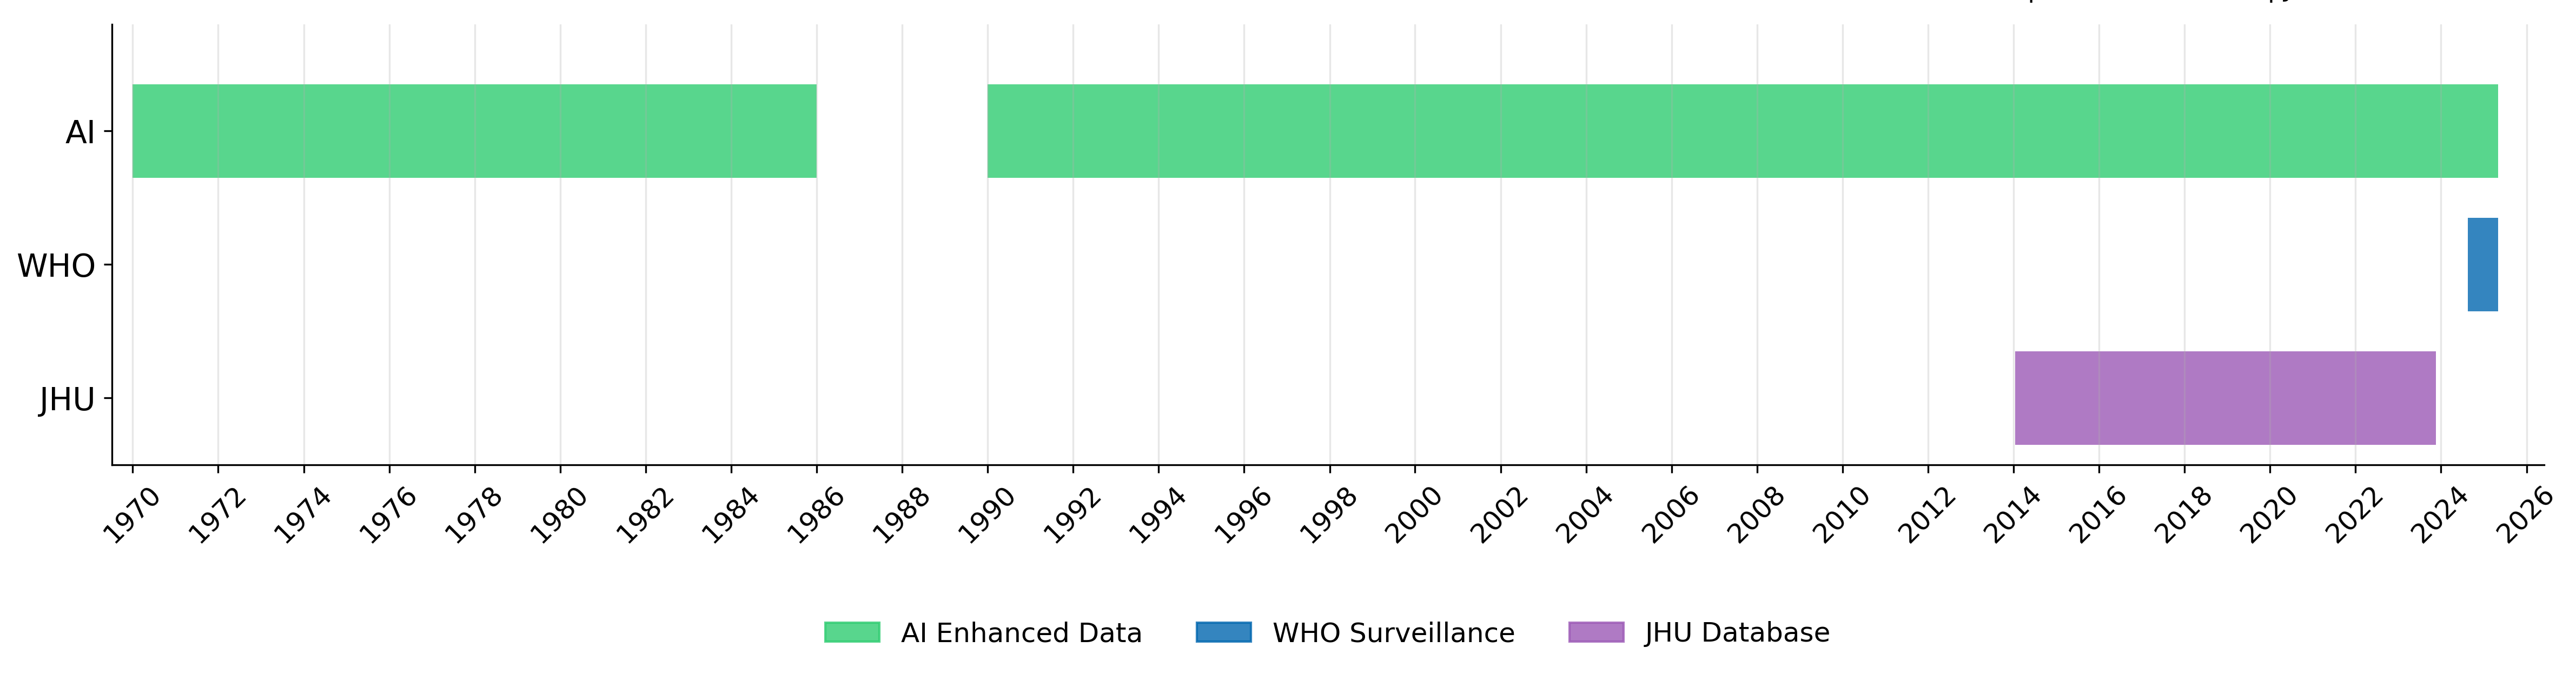 AI
WHO
JHU
1970 1972 1974 1976 1978 1980 1982 1984 1986 1988 1990 1992 1994 1996 1998 2000 2002 2004 2006 2008 2010 2012 2014 2016 2018 2020 2022 2024 2026
AI Enhanced Data WHO Surveillance JHU Database